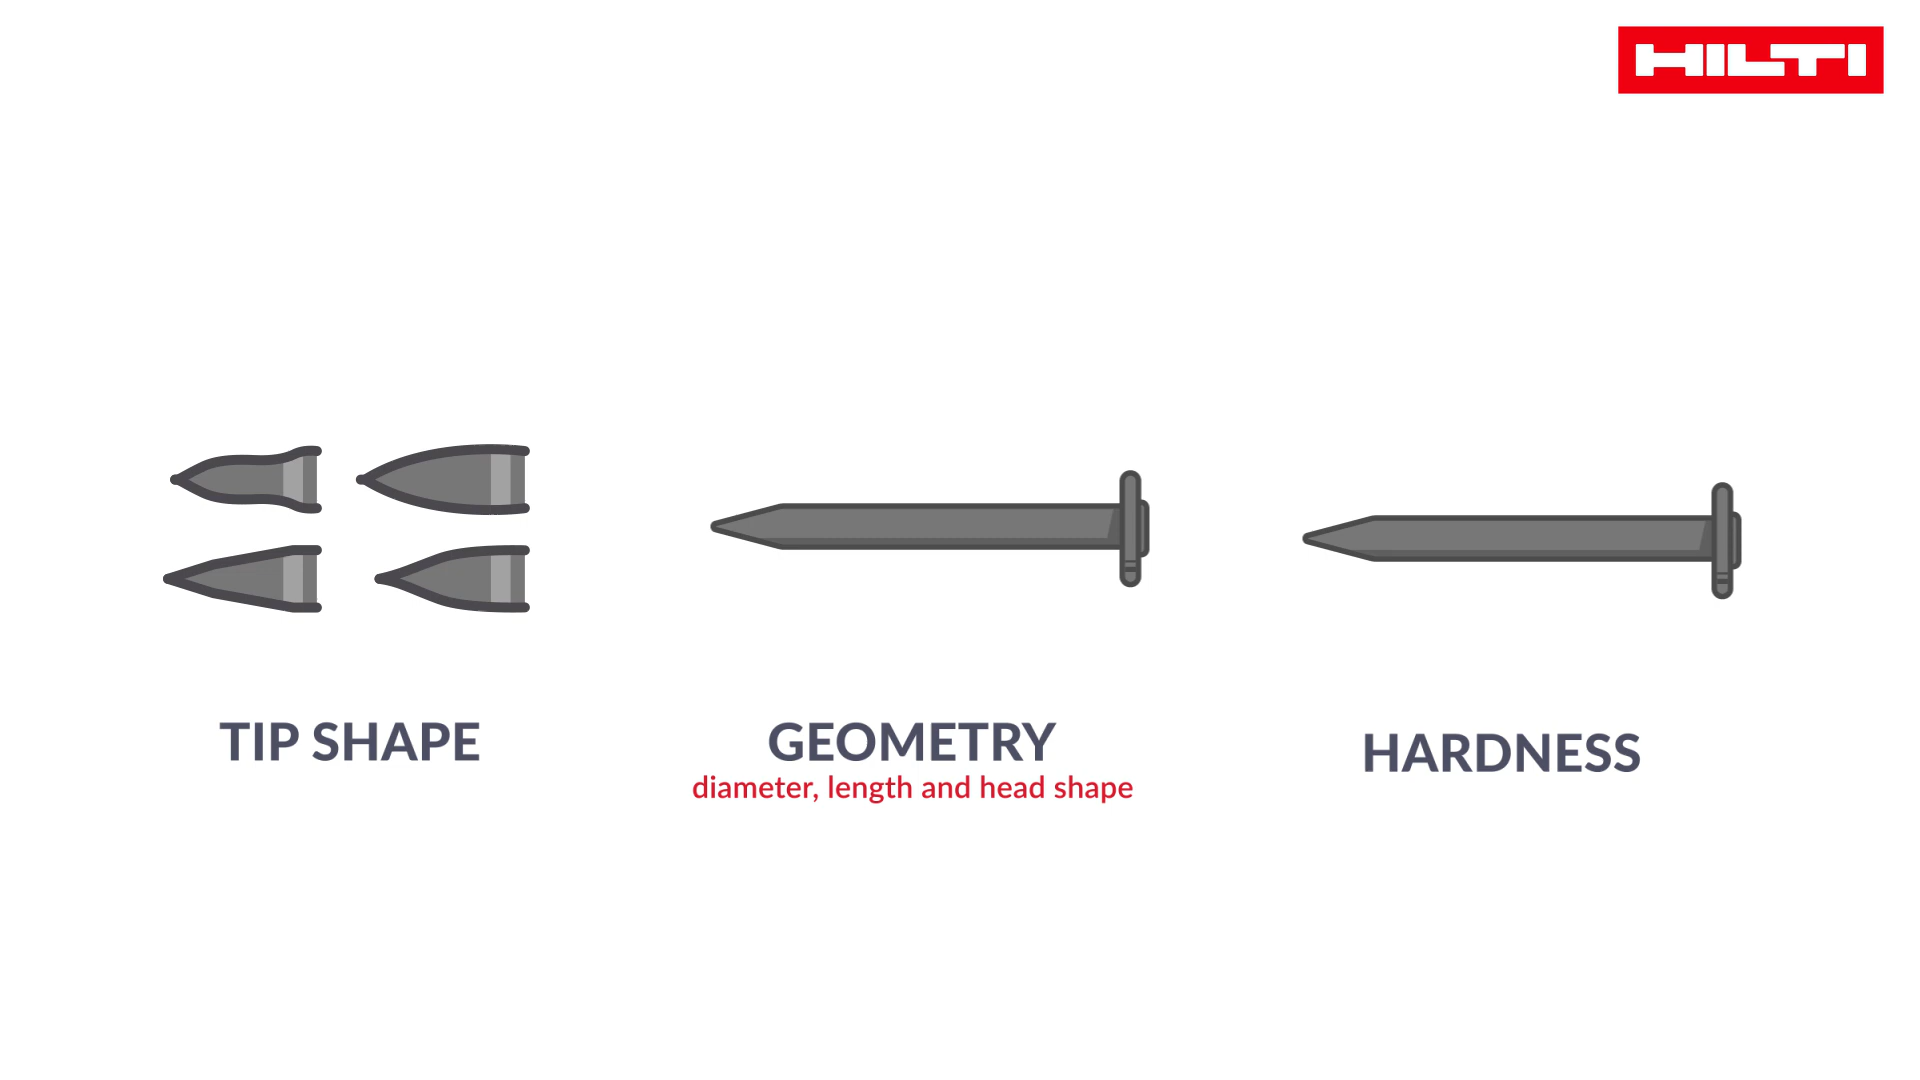 HILTI
TIP SHAPE
GEOMETRY
diameter, length and head shape
HARDNESS